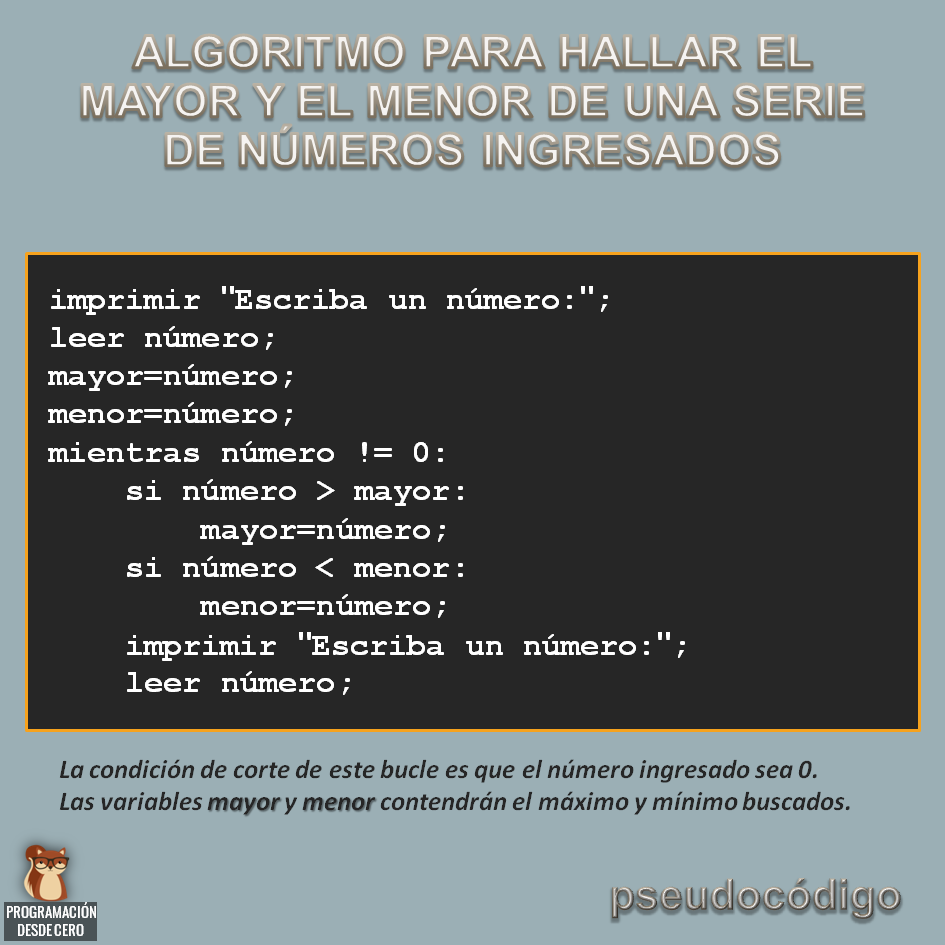 ALGORITMO PARA HALLAR EL
MAYOR Y EL MENOR DE UNA SERIE
DE NÚMEROS INGRESADOS
imprimir "Escriba un número:";
leer número;
mayor=número;
menor=número;
mientras número != 0:
si número > mayor:
mayor=número;
si número < menor:
menor=número;
imprimir "Escriba un número:";
leer número;
La condición de corte de este bucle es que el número ingresado sea 0.
Las variables mayor y menor contendrán el máximo y mínimo buscados.
PROGRAMACIÓN
DESDE CERO
pseudocódigo